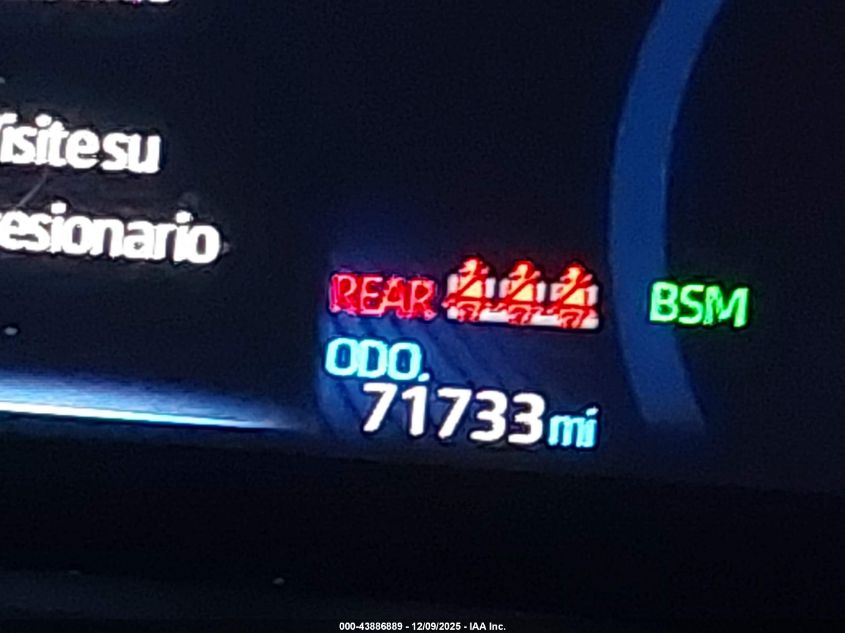 isite su
esionario
REAR
BSM
ODO.
71733 mi
000-43886889 - 12/09/2025 - IAA Inc.